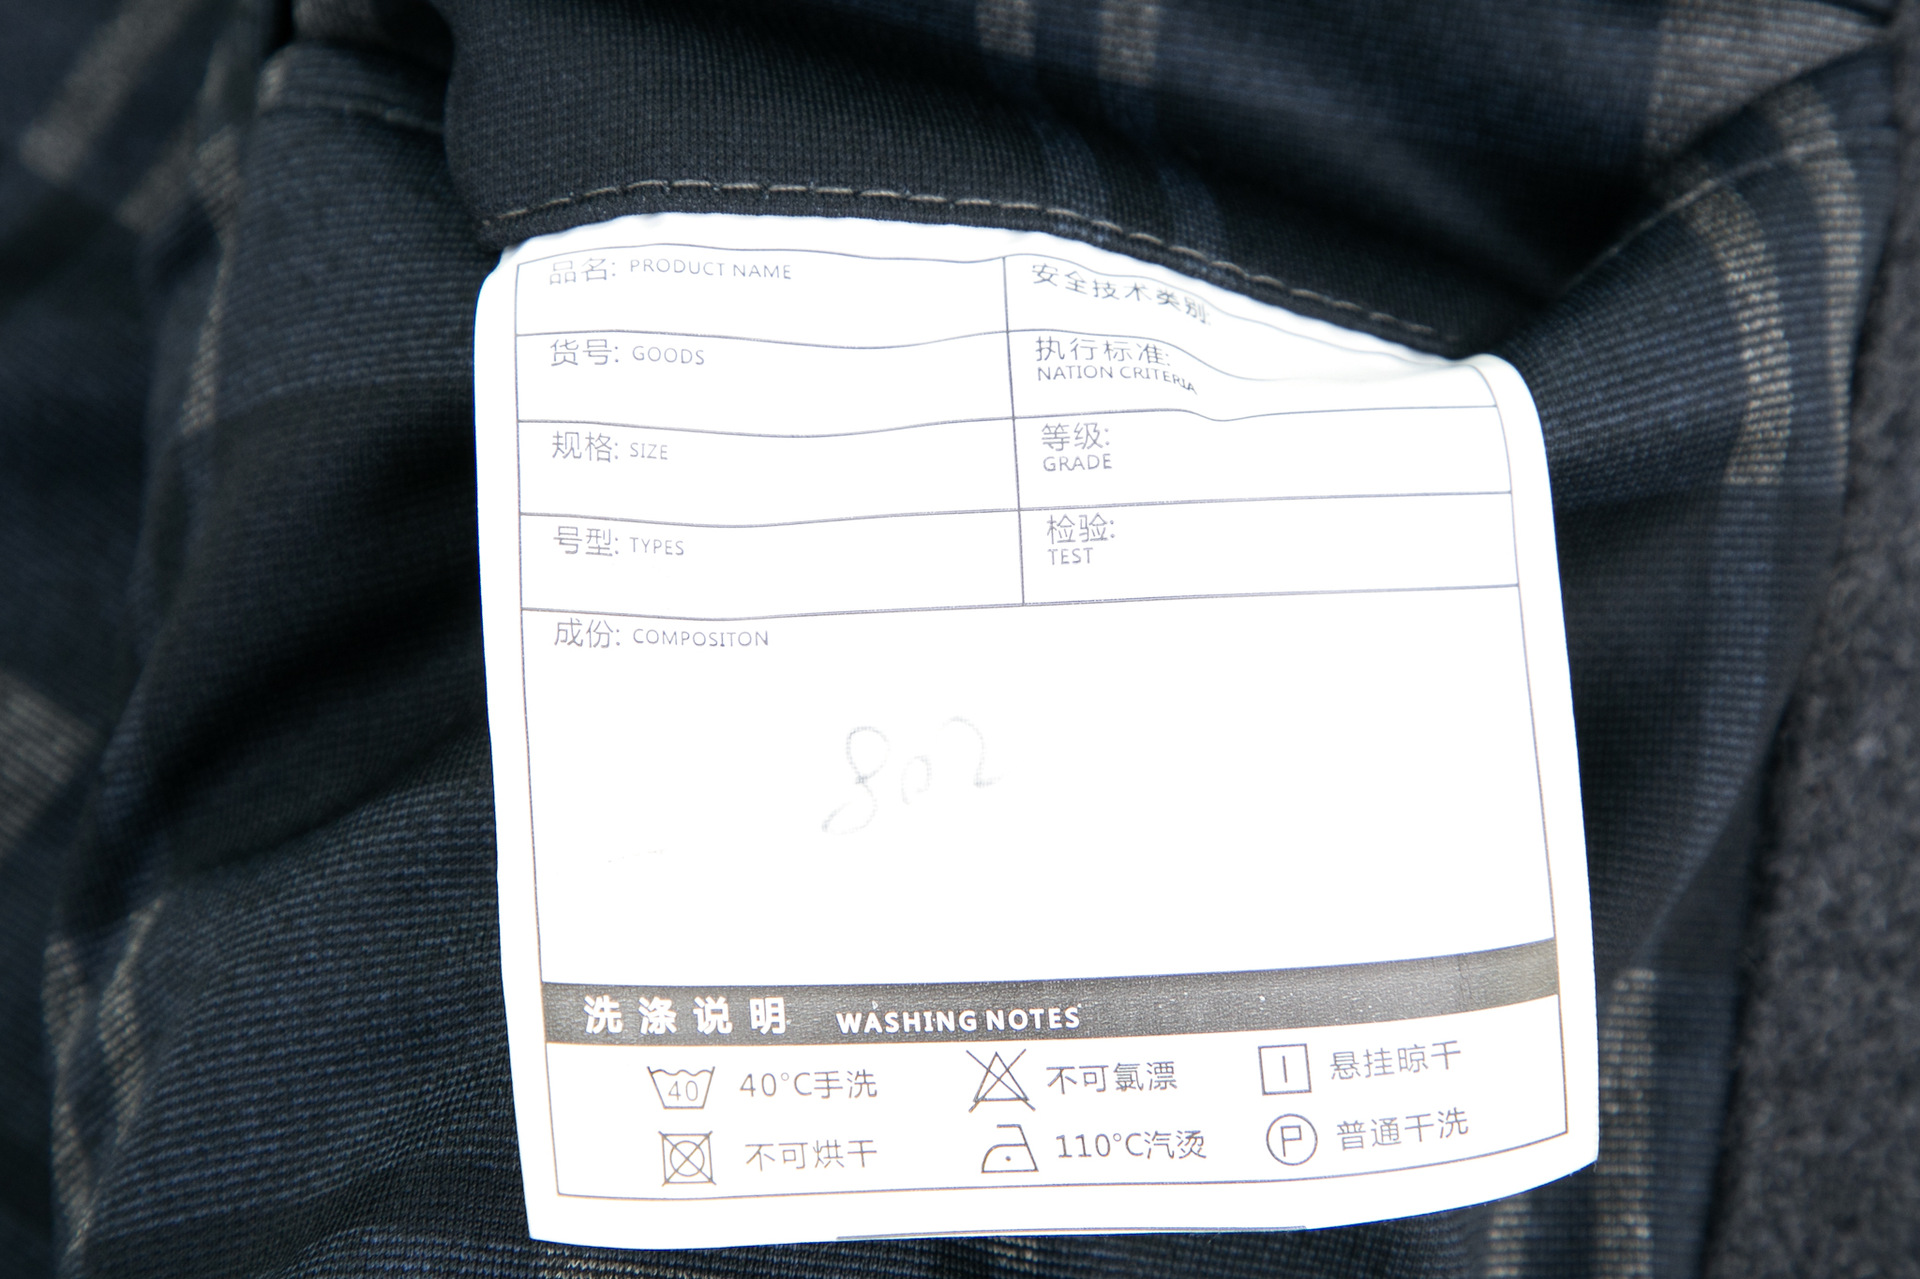 品名: PRODUCT NAME
安全技术类别:
货号: GOODS
执行标准:
NATION CRITERIA
规格: SIZE
等级:
GRADE
号型: TYPES
检验:
TEST
成份: COMPOSITON
802
洗涤说明 WASHING NOTES
40 40°C手洗 不可氯漂 悬挂晾干
不可烘干 110°C汽烫 P 普通干洗